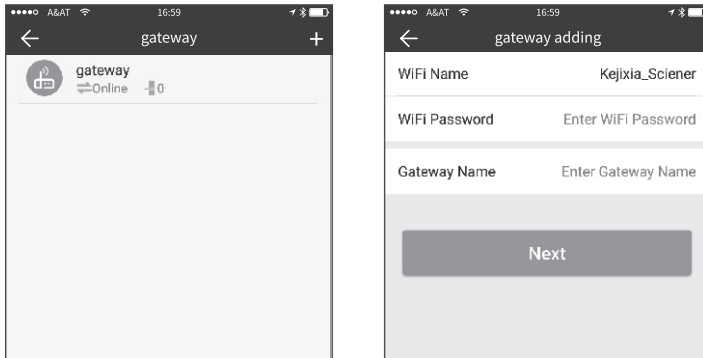 A&AT 16:59
gateway +
gateway
Online 0
A&AT 16:59
gateway adding
WiFi Name Kejixia_Sciener
WiFi Password Enter WiFi Password
Gateway Name Enter Gateway Name
Next